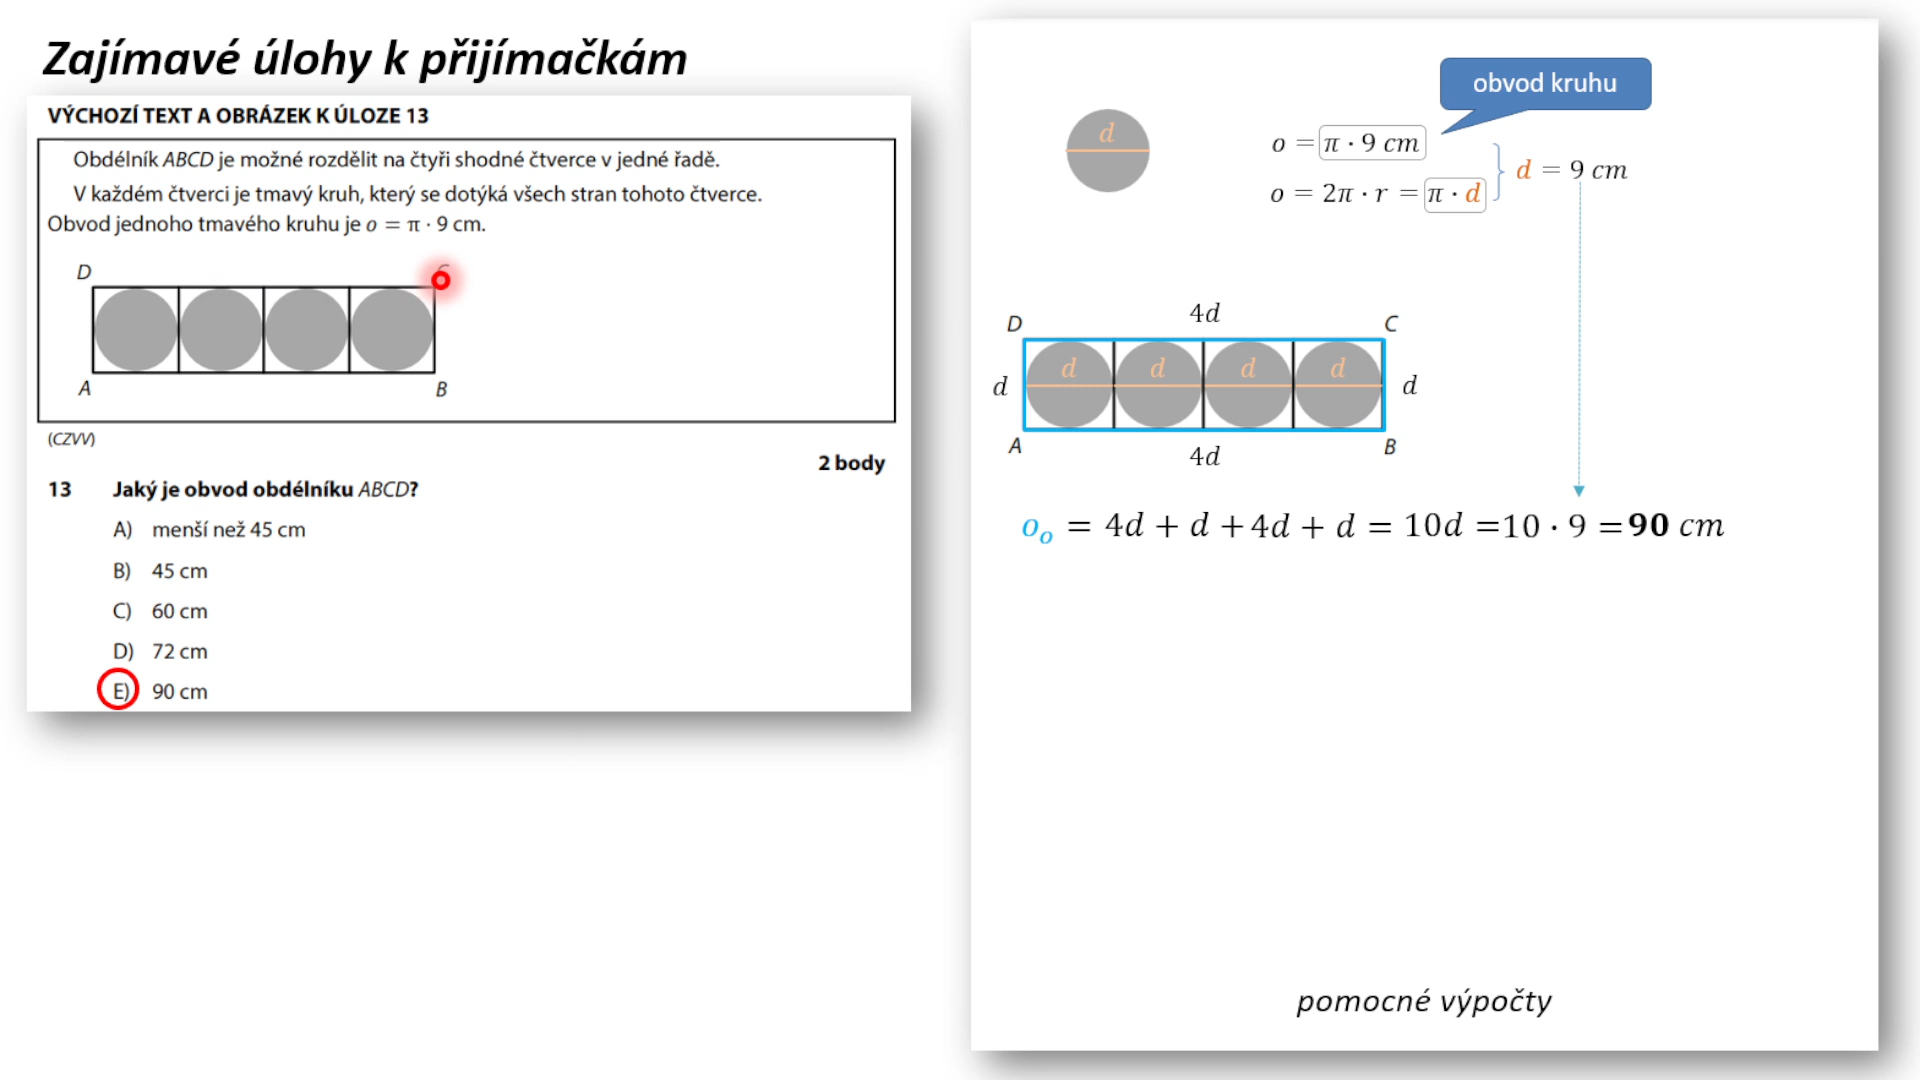 Zajímavé úlohy k přijímačkám
VÝCHOZÍ TEXT A OBRÁZEK K ÚLOZE 13
Obdélník ABCD je možné rozdělit na čtyři shodné čtverce v jedné řadě.
V každém čtverci je tmavý kruh, který se dotýká všech stran tohoto čtverce.
Obvod jednoho tmavého kruhu je o = π · 9 cm.
D
A B
(CZVV)
2 body
13 Jaký je obvod obdélníku ABCD?
A) menší než 45 cm
B) 45 cm
C) 60 cm
D) 72 cm
E) 90 cm
obvod kruhu
d
o = π · 9 cm
o = 2π · r = π · d
d = 9 cm
4d
D C
d d d d
d d
A B
4d
oₒ = 4d + d + 4d + d = 10d = 10 · 9 = 90 cm
pomocné výpočty